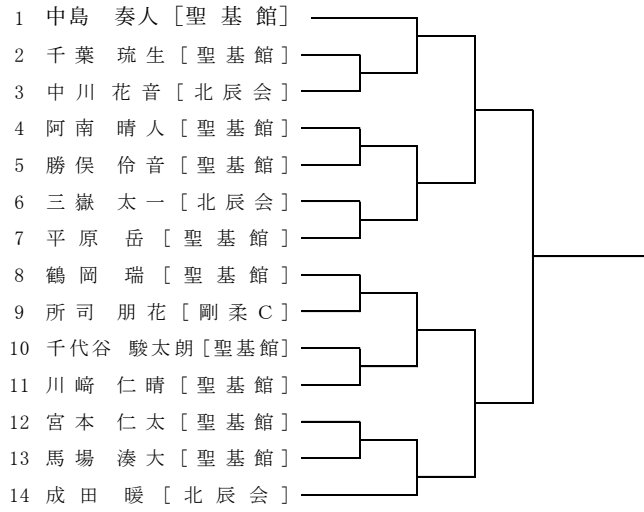 1 中島 奏人 [聖基館]
2 千葉 琉生 [聖基館]
3 中川 花音 [北辰会]
4 阿南 晴人 [聖基館]
5 勝俣 伶音 [聖基館]
6 三嶽 太一 [北辰会]
7 平原 岳 [聖基館]
8 鶴岡 瑞 [聖基館]
9 所司 朋花 [剛柔C]
10 千代谷 駿太朗 [聖基館]
11 川﨑 仁晴 [聖基館]
12 宮本 仁太 [聖基館]
13 馬場 湊大 [聖基館]
14 成田 暖 [北辰会]